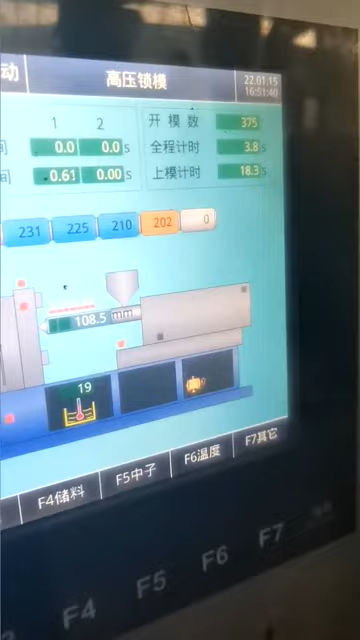 动 高压锁模 22.01.15
16:51:40
1 2
开模数 375
间 0.0 0.0 s
全程计时 3.8 s
间 -0.61 0.00 s
上模计时 18.3 s
231 225 210 202 0
108.5 mm
19
F4储料 F5中子 F6温度 F7其它
F4 F5 F6 F7